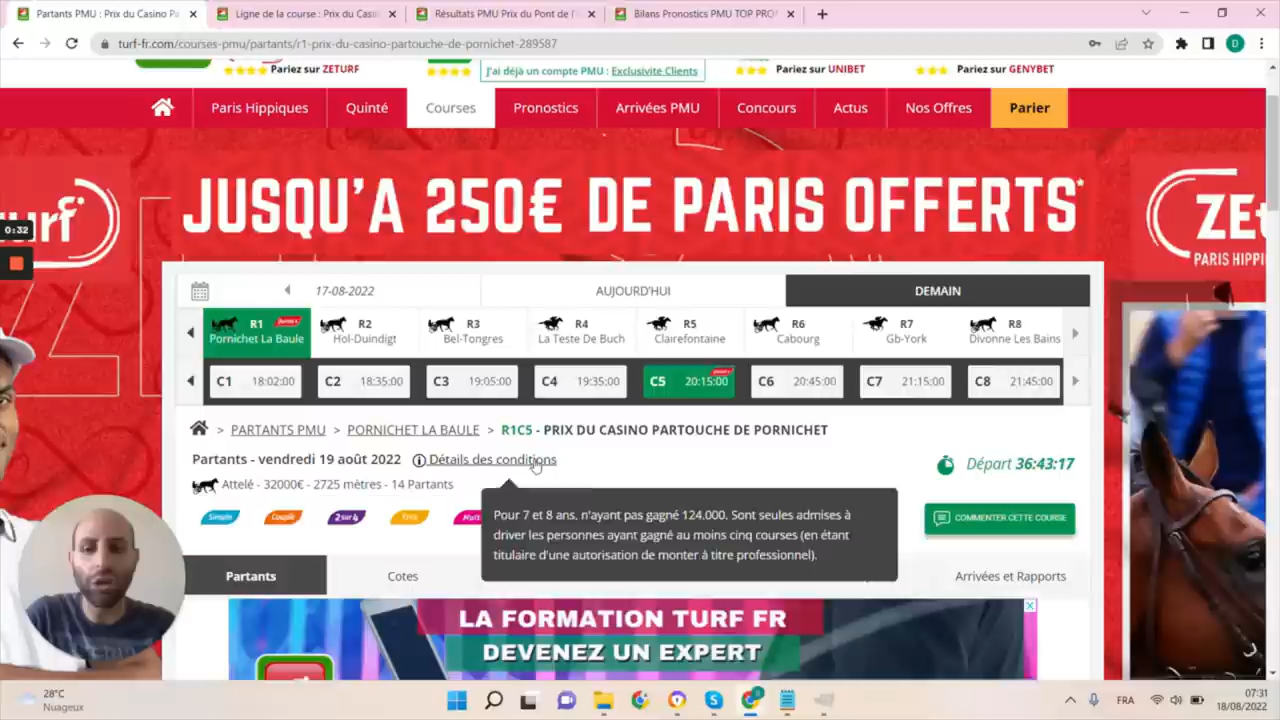 Partants PMU : Prix du Casino Pa
Ligne de la course : Prix du Casi
Résultats PMU Prix du Pont de l'
Bilans Pronostics PMU TOP PRO
turf-fr.com/courses-pmu/partants/r1-prix-du-casino-partouche-de-pornichet-289587
D
Pariez sur ZETURF
J'ai déjà un compte PMU : Exclusivite Clients
Pariez sur UNIBET
Pariez sur GENYBET
Paris Hippiques
Quinté
Courses
Pronostics
Arrivées PMU
Concours
Actus
Nos Offres
Parier
JUSQU'A 250€ DE PARIS OFFERTS*
urf*
ZEt
PARIS HIPPI
0:32
17-08-2022
AUJOURD'HUI
DEMAIN
R1 Pornichet La Baule
R2 Hol-Duindigt
R3 Bel-Tongres
R4 La Teste De Buch
R5 Clairefontaine
R6 Cabourg
R7 Gb-York
R8 Divonne Les Bains
C1 18:02:00
C2 18:35:00
C3 19:05:00
C4 19:35:00
C5 20:15:00
C6 20:45:00
C7 21:15:00
C8 21:45:00
> PARTANTS PMU > PORNICHET LA BAULE > R1C5 - PRIX DU CASINO PARTOUCHE DE PORNICHET
Partants - vendredi 19 août 2022 Détails des conditions
Départ 36:43:17
Attelé - 32000€ - 2725 mètres - 14 Partants
Simple
Couplé
2sur4
Trio
Mult
Pour 7 et 8 ans, n'ayant pas gagné 124.000. Sont seules admises à
driver les personnes ayant gagné au moins cinq courses (en étant
titulaire d'une autorisation de monter à titre professionnel).
COMMENTER CETTE COURSE
Partants
Cotes
Arrivées et Rapports
LA FORMATION TURF FR
DEVENEZ UN EXPERT
28°C
Nuageux
FRA
07:31
18/08/2022